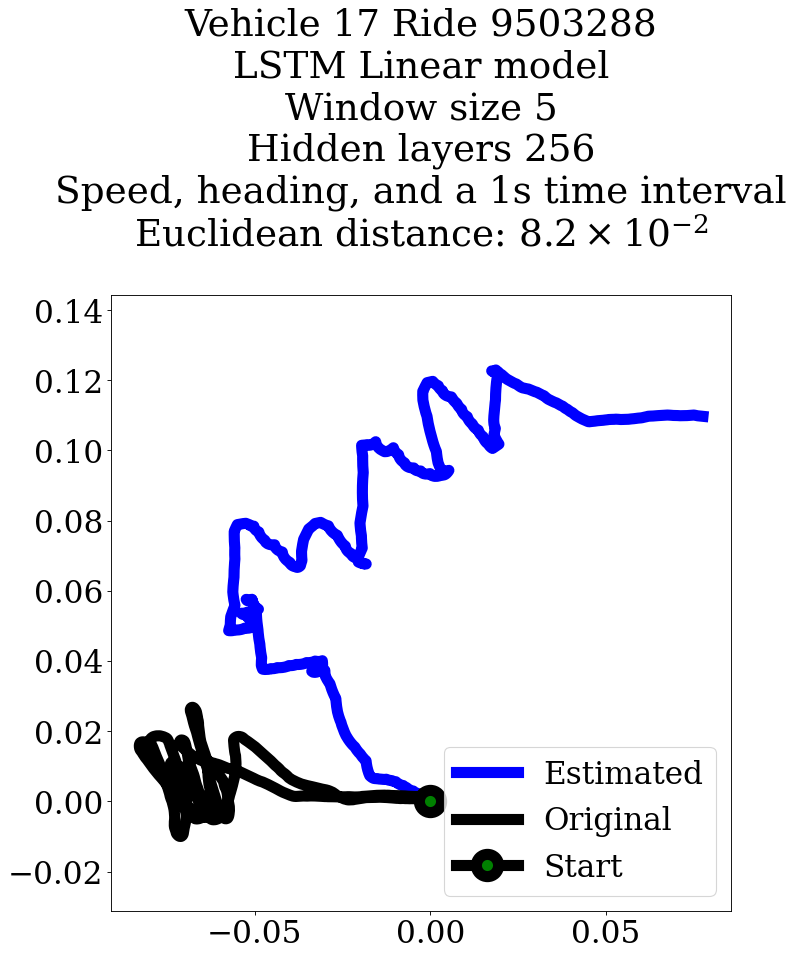 Vehicle 17 Ride 9503288
LSTM Linear model
Window size 5
Hidden layers 256
Speed, heading, and a 1s time interval
Euclidean distance: 8.2 × 10⁻²
0.14
0.12
0.10
0.08
0.06
0.04
0.02
0.00
−0.02
−0.05
0.00
0.05
Estimated
Original
Start